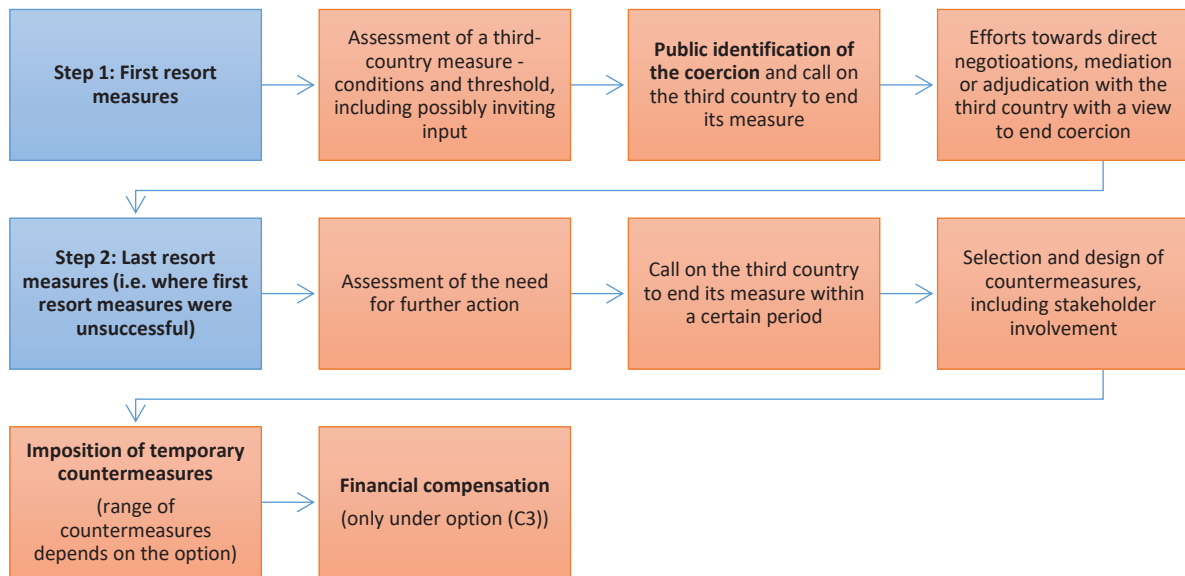 Step 1: First resort
measures
Assessment of a third-
country measure -
conditions and threshold,
including possibly inviting
input
Public identification of
the coercion and call on
the third country to end
its measure
Efforts towards direct
negotioations, mediation
or adjudication with the
third country with a view
to end coercion
Step 2: Last resort
measures (i.e. where first
resort measures were
unsuccessful)
Assessment of the need
for further action
Call on the third country
to end its measure within
a certain period
Selection and design of
countermeasures,
including stakeholder
involvement
Imposition of temporary
countermeasures
(range of
countermeasures
depends on the option)
Financial compensation
(only under option (C3))